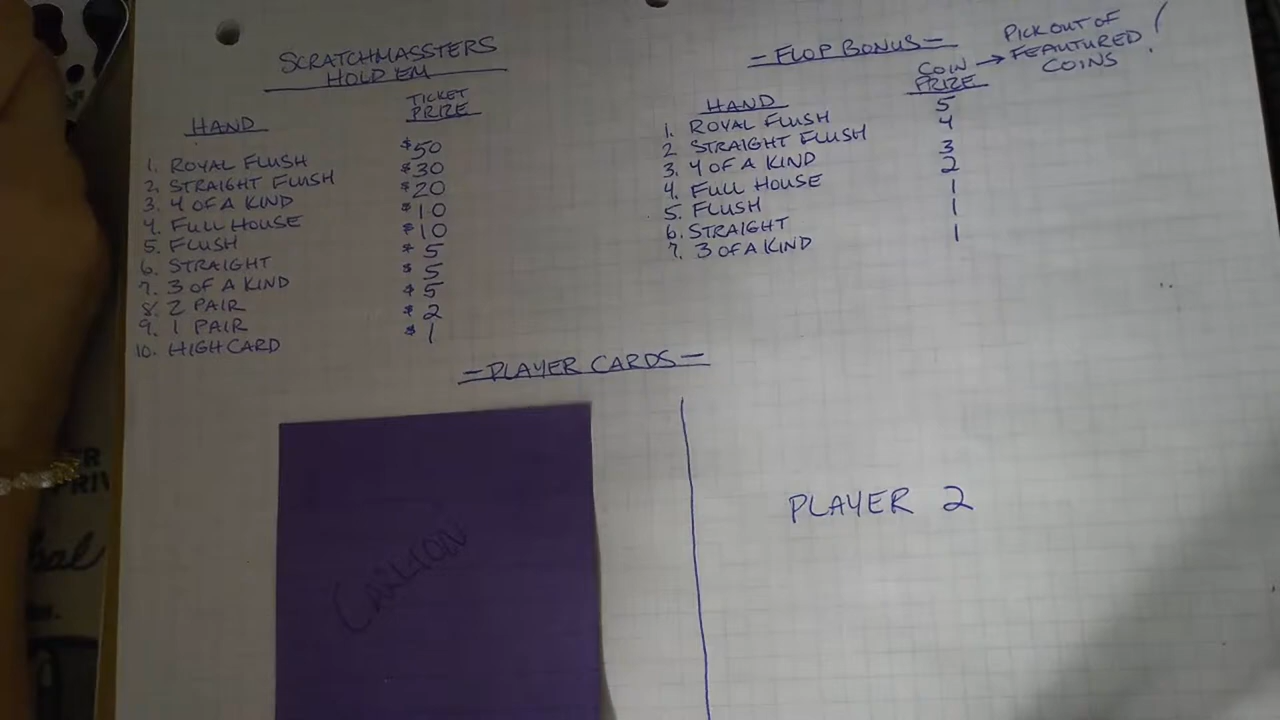 SCRATCHMASSTERS
HOLD EM
HAND TICKET PRIZE
1. ROYAL FLUSH $50
2. STRAIGHT FLUSH $30
3. 4 OF A KIND $20
4. FULL HOUSE $10
5. FLUSH $10
6. STRAIGHT $5
7. 3 OF A KIND $5
8. 2 PAIR $5
9. 1 PAIR $2
10. HIGH CARD $1
- FLOP BONUS -
HAND COIN PRIZE → PICK OUT OF FEAUTURED COINS!
1. ROYAL FLUSH 5
2 STRAIGHT FLUSH 4
3. 4 OF A KIND 3
4. FULL HOUSE 2
5. FLUSH 1
6. STRAIGHT 1
7. 3 OF A KIND 1
- PLAYER CARDS -
CARLTON
PLAYER 2